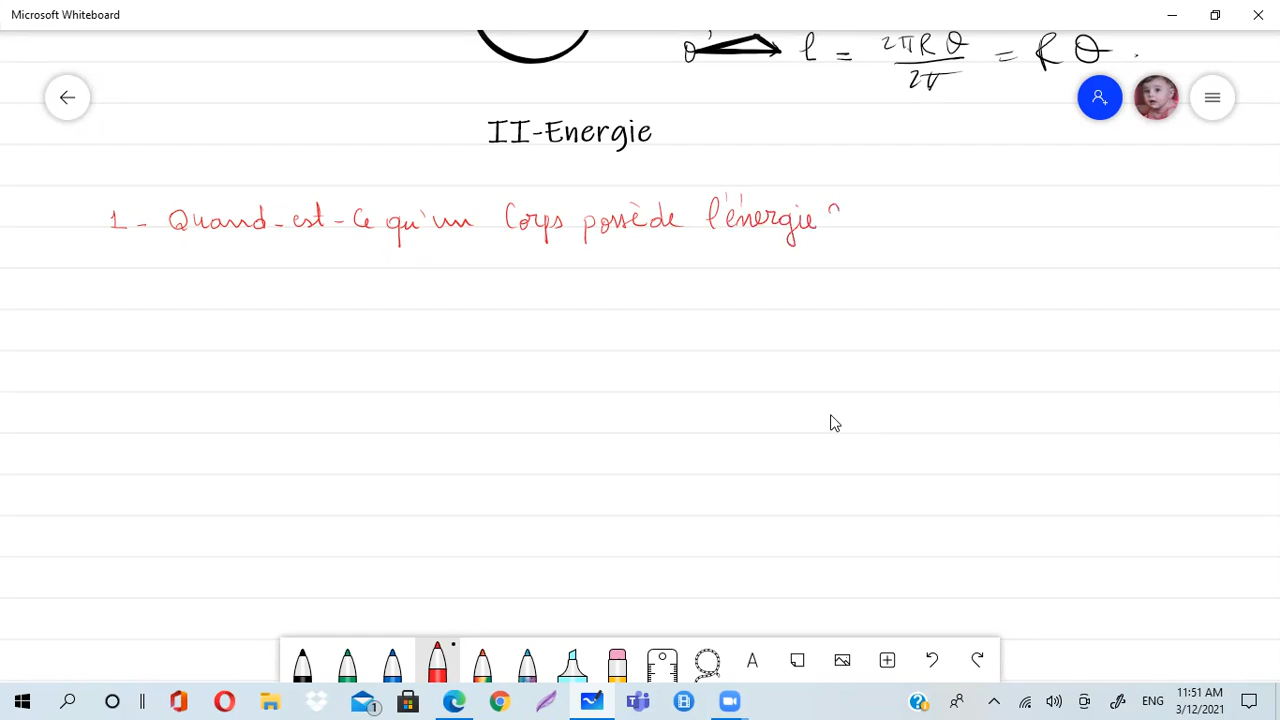 Microsoft Whiteboard
l = 2πRθ / 2π = Rθ .
II-Energie
1 - Quand-est-ce qu'un Corps possède l'énergie ?
A
1
ENG
11:51 AM
3/12/2021